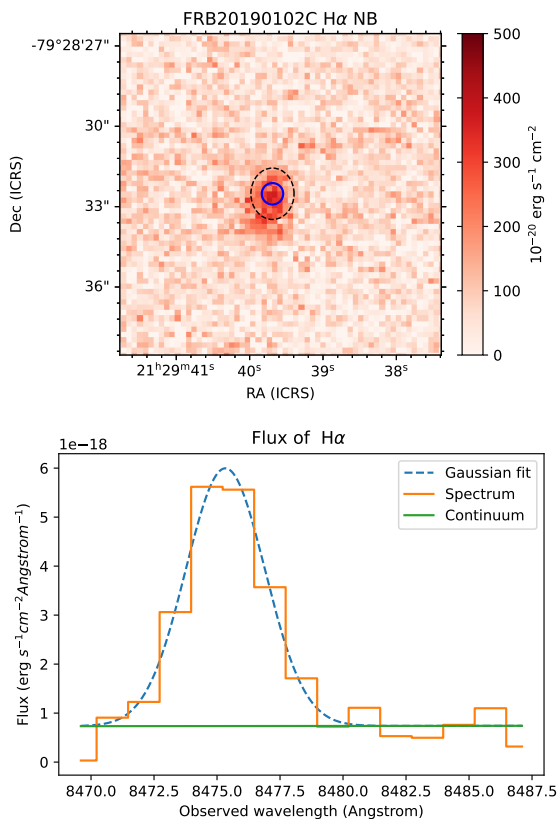 FRB20190102C Hα NB
-79°28'27"
30"
33"
36"
Dec (ICRS)
21ʰ29ᵐ41ˢ 40ˢ 39ˢ 38ˢ
RA (ICRS)
500
400
300
200
100
0
10⁻²⁰ erg s⁻¹ cm⁻²
Flux of Hα
1e−18
6
5
4
3
2
1
0
Flux (erg s⁻¹cm⁻²Angstrom⁻¹)
Gaussian fit
Spectrum
Continuum
8470.0 8472.5 8475.0 8477.5 8480.0 8482.5 8485.0 8487.5
Observed wavelength (Angstrom)